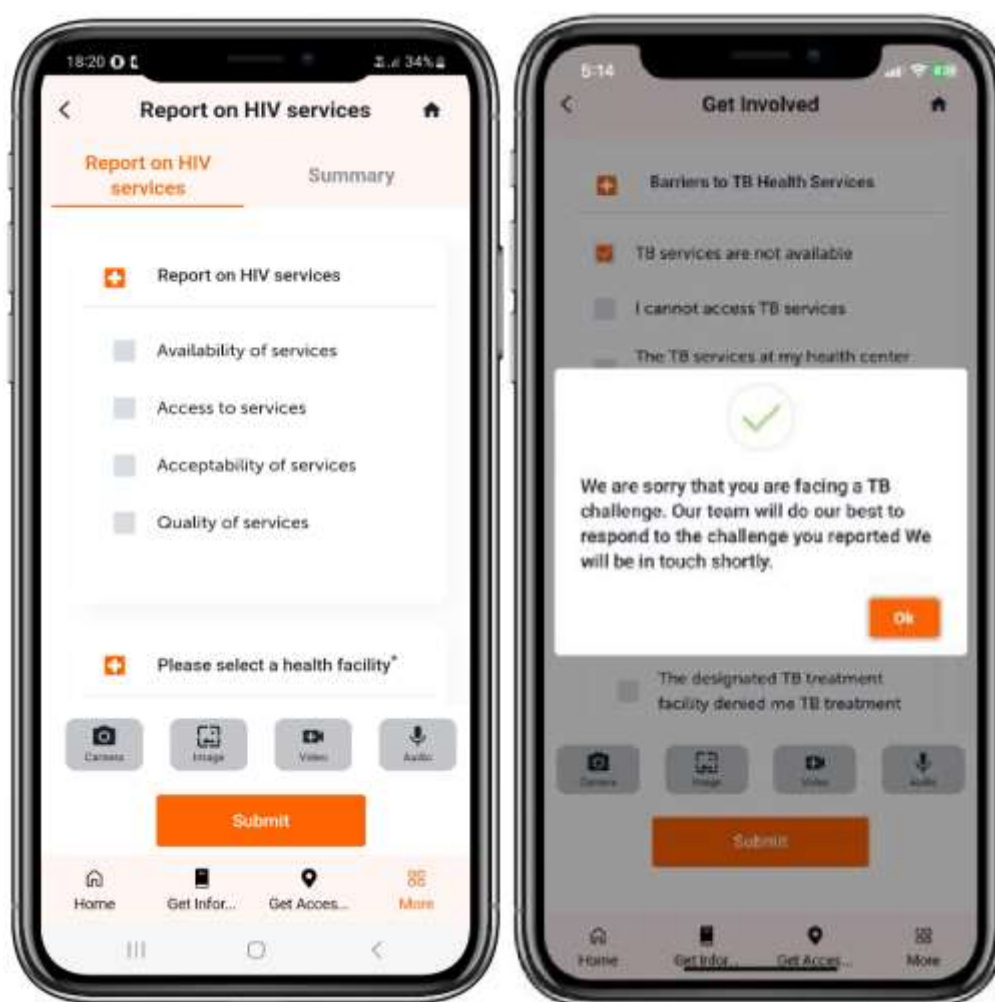 18:20
34%
Report on HIV services
Report on HIV
services
Summary
Report on HIV services
Availability of services
Access to services
Acceptability of services
Quality of services
Please select a health facility*
Camera
Image
Video
Audio
Submit
Home
Get Infor...
Get Acces...
More
5:14
Get Involved
Barriers to TB Health Services
TB services are not available
I cannot access TB services
The TB services at my health center
We are sorry that you are facing a TB
challenge. Our team will do our best to
respond to the challenge you reported We
will be in touch shortly.
Ok
The designated TB treatment
facility denied me TB treatment
Camera
Image
Video
Audio
Submit
Home
Get Infor...
Get Acces...
More